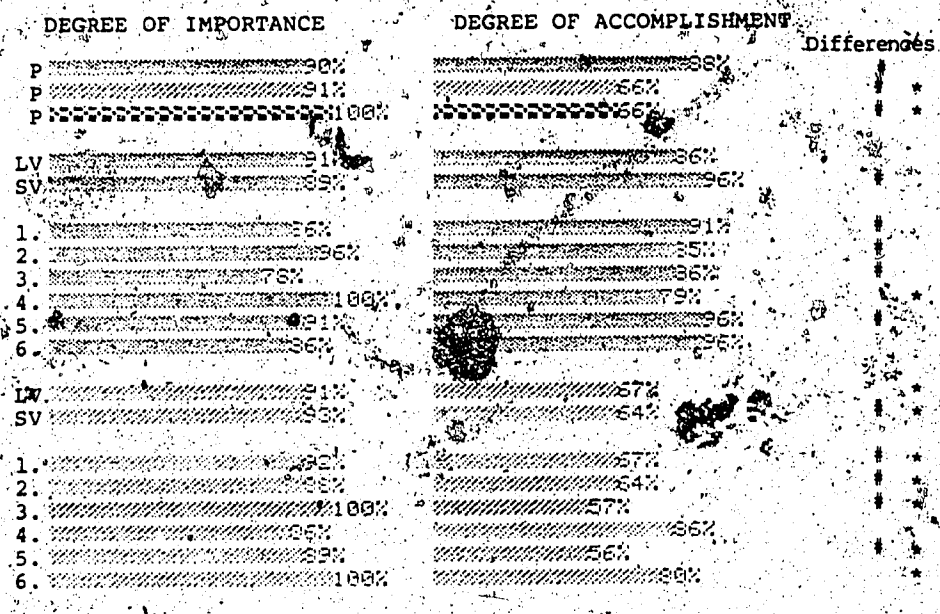 DEGREE OF IMPORTANCE DEGREE OF ACCOMPLISHMENT
Differences
P 90% 88% #
P 91% 66% # *
P 100% 66% # *
LV 91% 86% #
SV 89% 96% #
1. 86% 91% #
2. 96% 85% #
3. 78% 86% #
4. 100% 79% # *
5. 91% 96% #
6. 86% 96% #
LV. 91% 67% *
SV 64% # *
1. 92% 67% #
2. 64% # *
3. 100% 57% # *
4. 86% 86%
5. 89% 56% # *
6. 100% 80% *